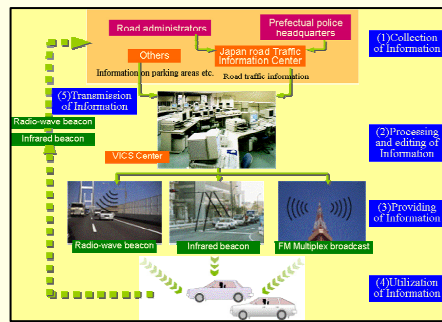 Road administrators
Prefectual police
headquarters
(1)Collection
of Information
Others
Japan road Traffic
Information Center
Information on parking areas etc.
Road traffic information
(5)Transmission
of Information
Radio-wave beacon
Infrared beacon
(2)Processing
and editing of
Information
VICS Center
(3)Providing
of Information
Radio-wave beacon
Infrared beacon
FM Multiplex broadcast
(4)Utilization
of Information